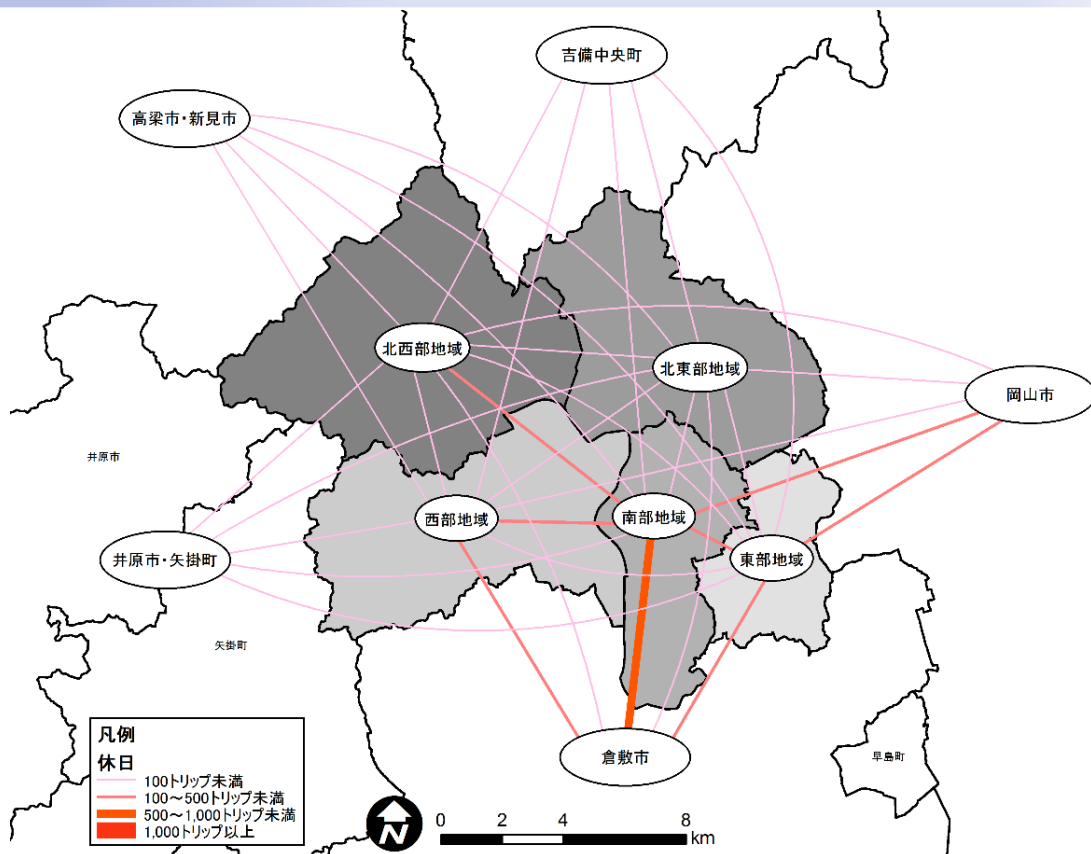 吉備中央町
高梁市・新見市
北西部地域
北東部地域
岡山市
井原市
西部地域
南部地域
東部地域
井原市・矢掛町
矢掛町
倉敷市
早島町
凡例
休日
100トリップ未満
100～500トリップ未満
500～1,000トリップ未満
1,000トリップ以上
N
0 2 4 8
km